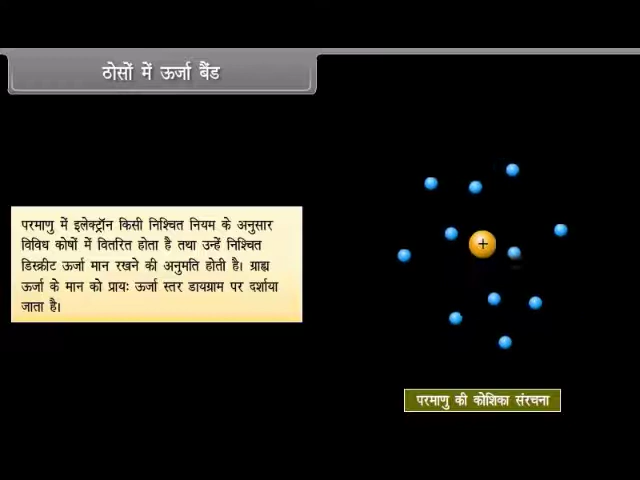 ठोसों में ऊर्जा बैंड
परमाणु में इलेक्ट्रॉन किसी निश्चित नियम के अनुसार
विविध कोषों में वितरित होता है तथा उन्हें निश्चित
डिस्क्रीट ऊर्जा मान रखने की अनुमति होती है। ग्राह्य
ऊर्जा के मान को प्रायः ऊर्जा स्तर डायग्राम पर दर्शाया
जाता है।
+
परमाणु की कोशिका संरचना